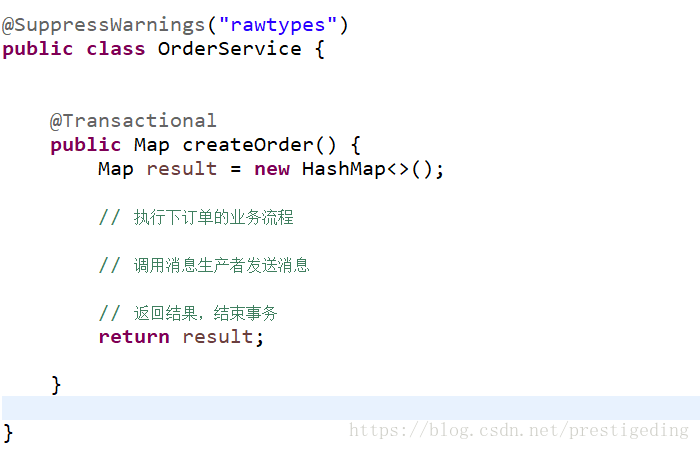 @SuppressWarnings("rawtypes")
public class OrderService {
@Transactional
public Map createOrder() {
Map result = new HashMap<>();
// 执行下订单的业务流程
// 调用消息生产者发送消息
// 返回结果，结束事务
return result;
}
}
https://blog.csdn.net/prestigeding